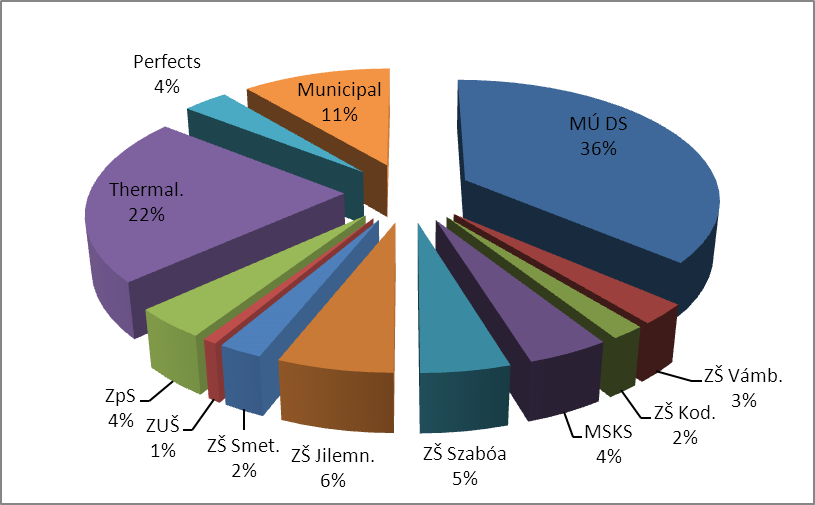 Perfects
4%
Municipal
11%
MÚ DS
36%
Thermal.
22%
ZŠ Vámb.
3%
ZŠ Kod.
2%
MSKS
4%
ZŠ Szabóa
5%
ZŠ Jilemn.
6%
ZŠ Smet.
2%
ZUŠ
1%
ZpS
4%